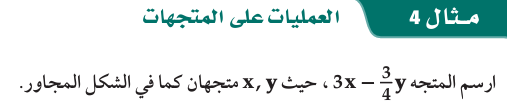 مثال 4 العمليات على المتجهات
ارسم المتجه 3x − 3/4 y ، حيث x, y متجهان كما في الشكل المجاور.